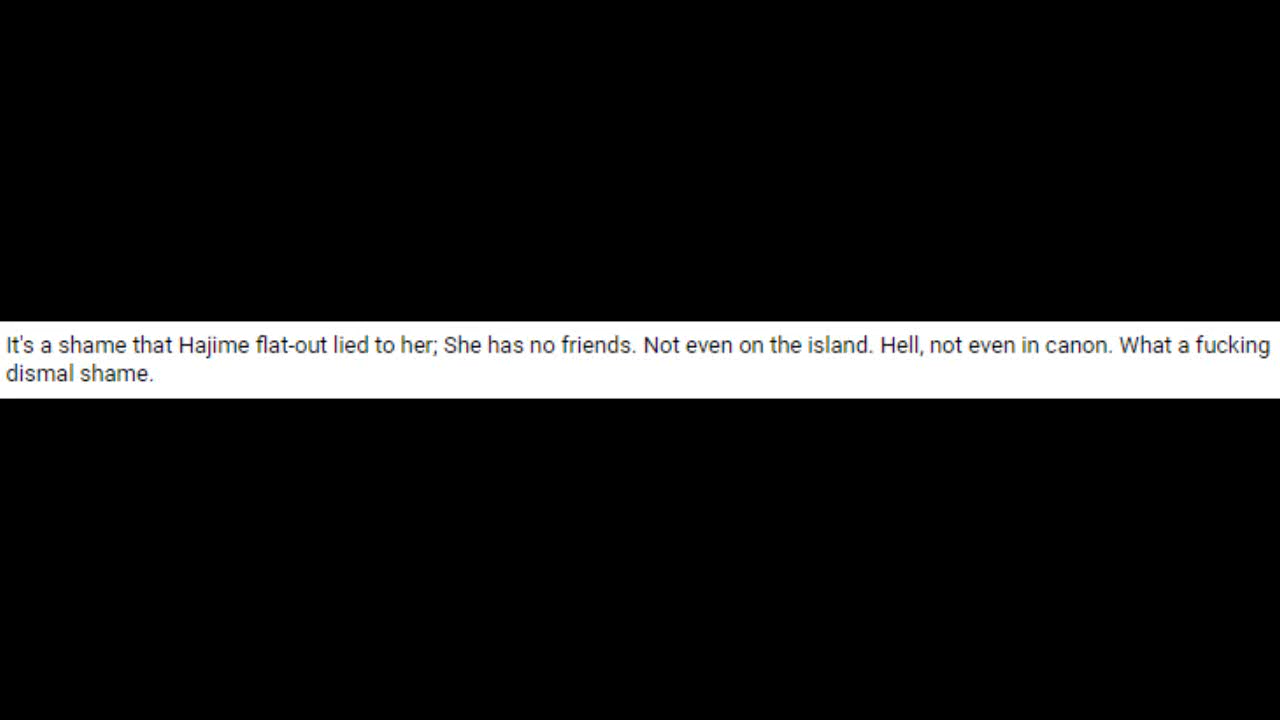 It's a shame that Hajime flat-out lied to her; She has no friends. Not even on the island. Hell, not even in canon. What a fucking
dismal shame.